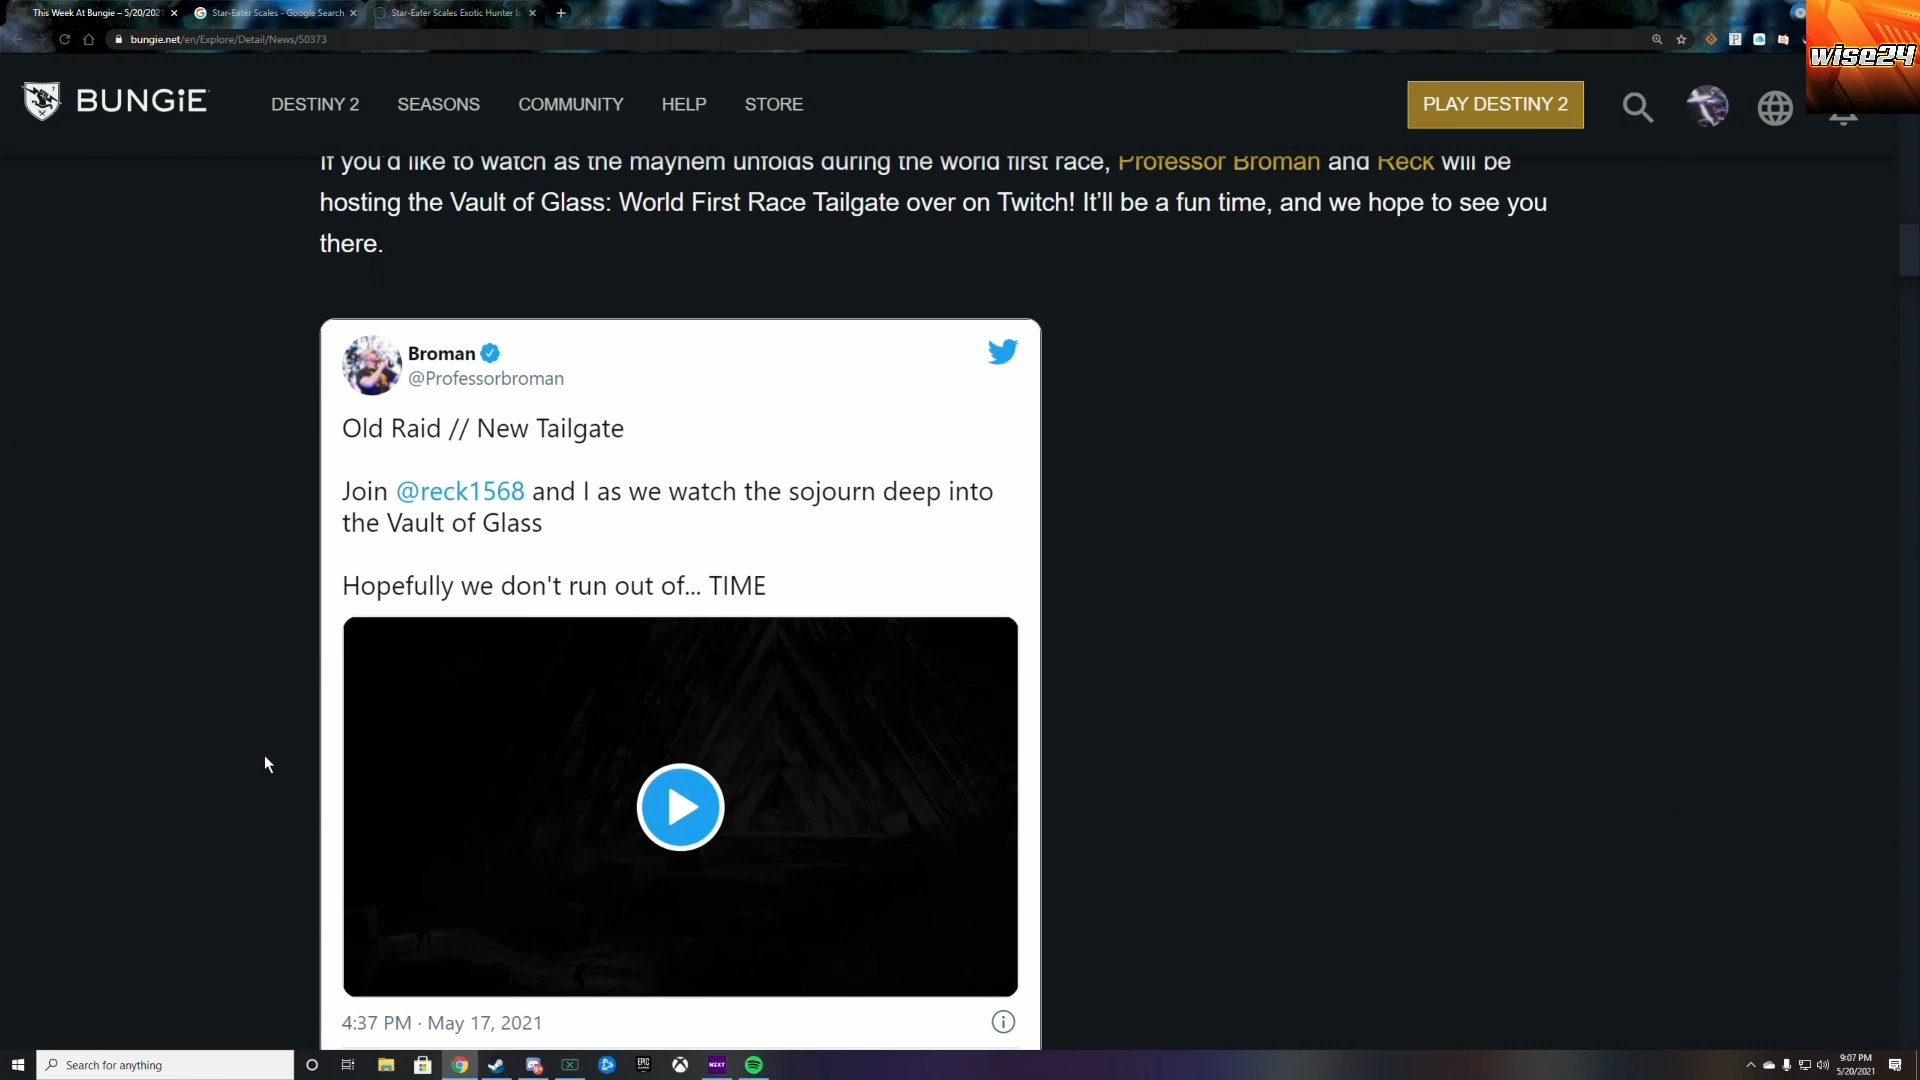 This Week At Bungie – 5/20/2021
Star-Eater Scales - Google Search
Star-Eater Scales Exotic Hunter
bungie.net/en/Explore/Detail/News/50373
wise24
BUNGiE
DESTINY 2
SEASONS
COMMUNITY
HELP
STORE
PLAY DESTINY 2
If you'd like to watch as the mayhem unfolds during the world first race, Professor Broman and Reck will be
hosting the Vault of Glass: World First Race Tailgate over on Twitch! It'll be a fun time, and we hope to see you
there.
Broman
@Professorbroman
Old Raid // New Tailgate
Join @reck1568 and I as we watch the sojourn deep into
the Vault of Glass
Hopefully we don't run out of... TIME
4:37 PM · May 17, 2021
Search for anything
EPIC
GAMES
NZXT
9:07 PM
5/20/2021